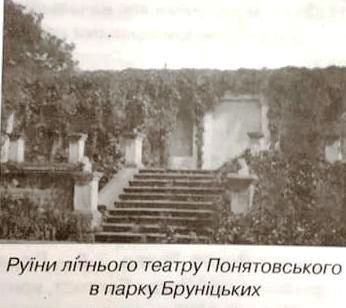 Руїни літнього театру Понятовського
в парку Бруніцьких